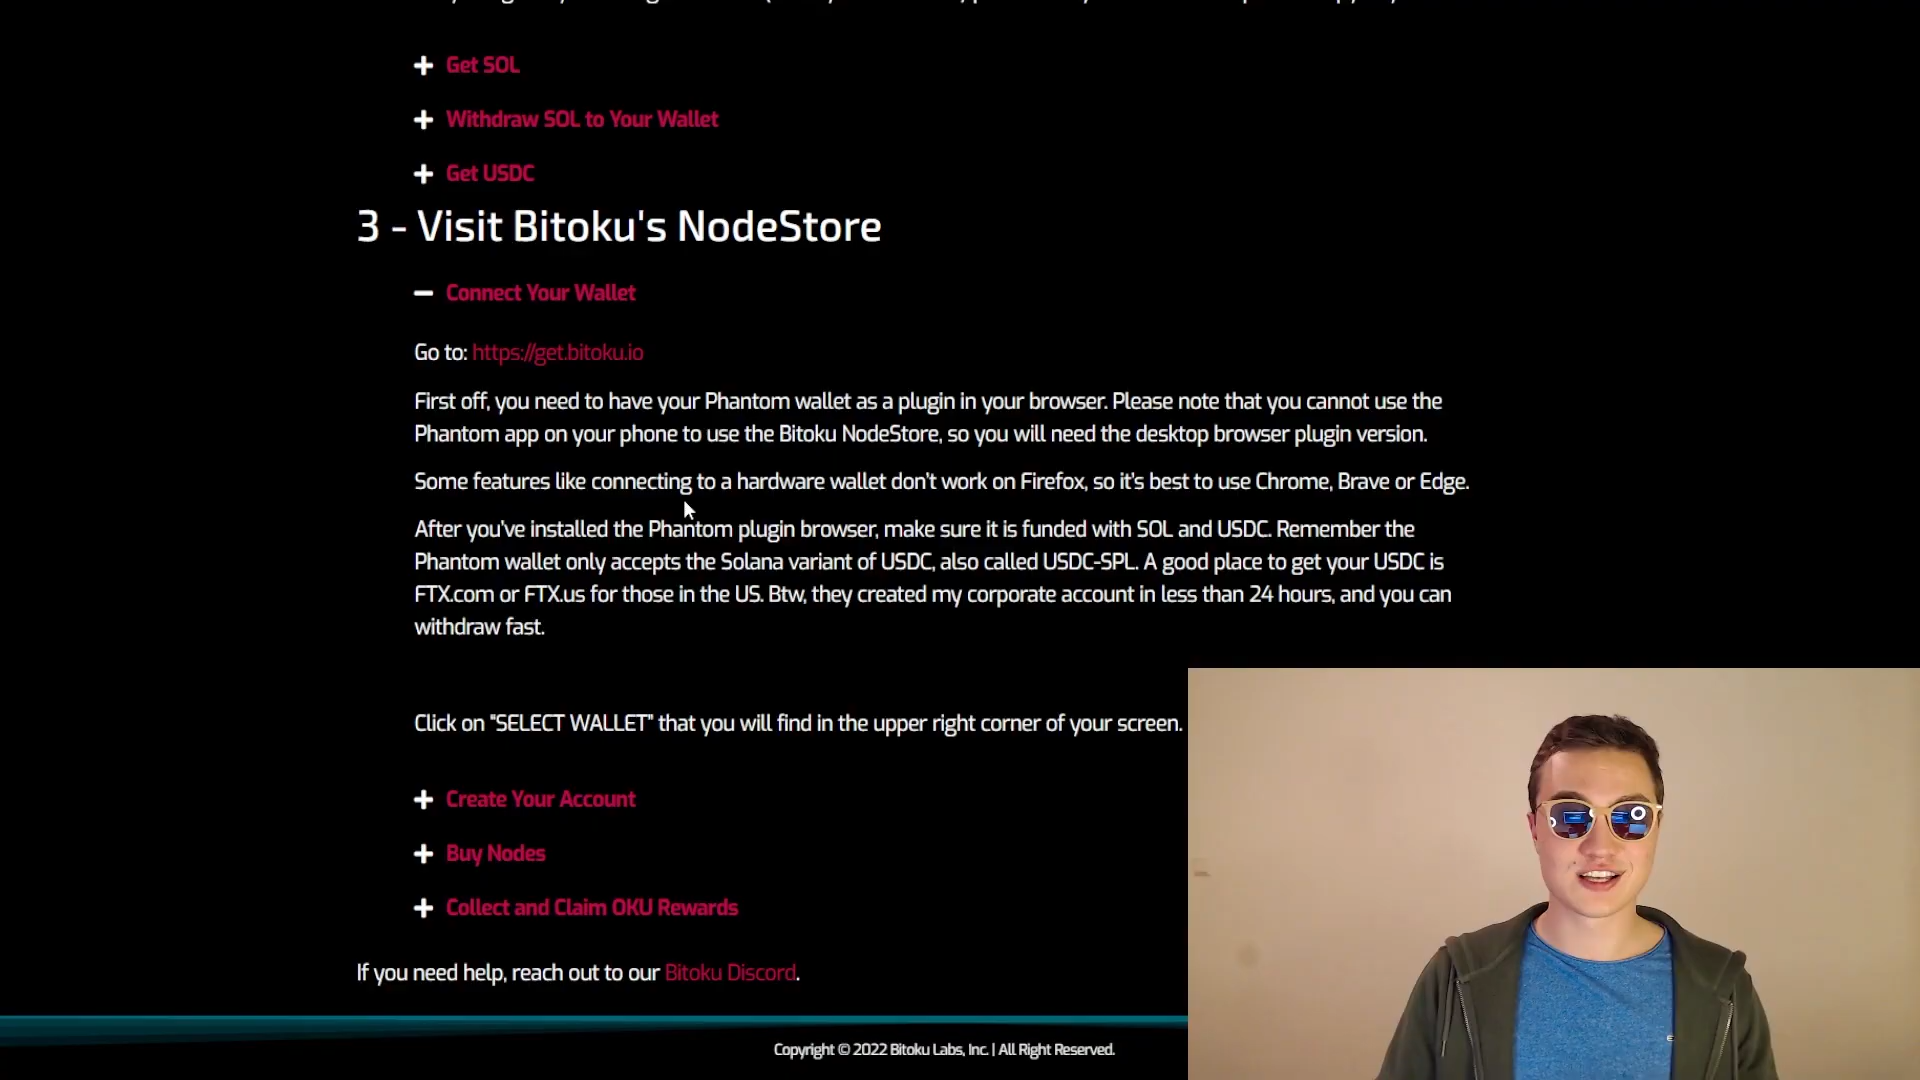 Get SOL
Withdraw SOL to Your Wallet
Get USDC
3 - Visit Bitoku's NodeStore
Connect Your Wallet
Go to: https://get.bitoku.io
First off, you need to have your Phantom wallet as a plugin in your browser. Please note that you cannot use the
Phantom app on your phone to use the Bitoku NodeStore, so you will need the desktop browser plugin version.
Some features like connecting to a hardware wallet don't work on Firefox, so it's best to use Chrome, Brave or Edge.
After you've installed the Phantom plugin browser, make sure it is funded with SOL and USDC. Remember the
Phantom wallet only accepts the Solana variant of USDC, also called USDC-SPL. A good place to get your USDC is
FTX.com or FTX.us for those in the US. Btw, they created my corporate account in less than 24 hours, and you can
withdraw fast.
Click on "SELECT WALLET" that you will find in the upper right corner of your screen.
Create Your Account
Buy Nodes
Collect and Claim OKU Rewards
If you need help, reach out to our Bitoku Discord.
Copyright © 2022 Bitoku Labs, Inc. | All Right Reserved.